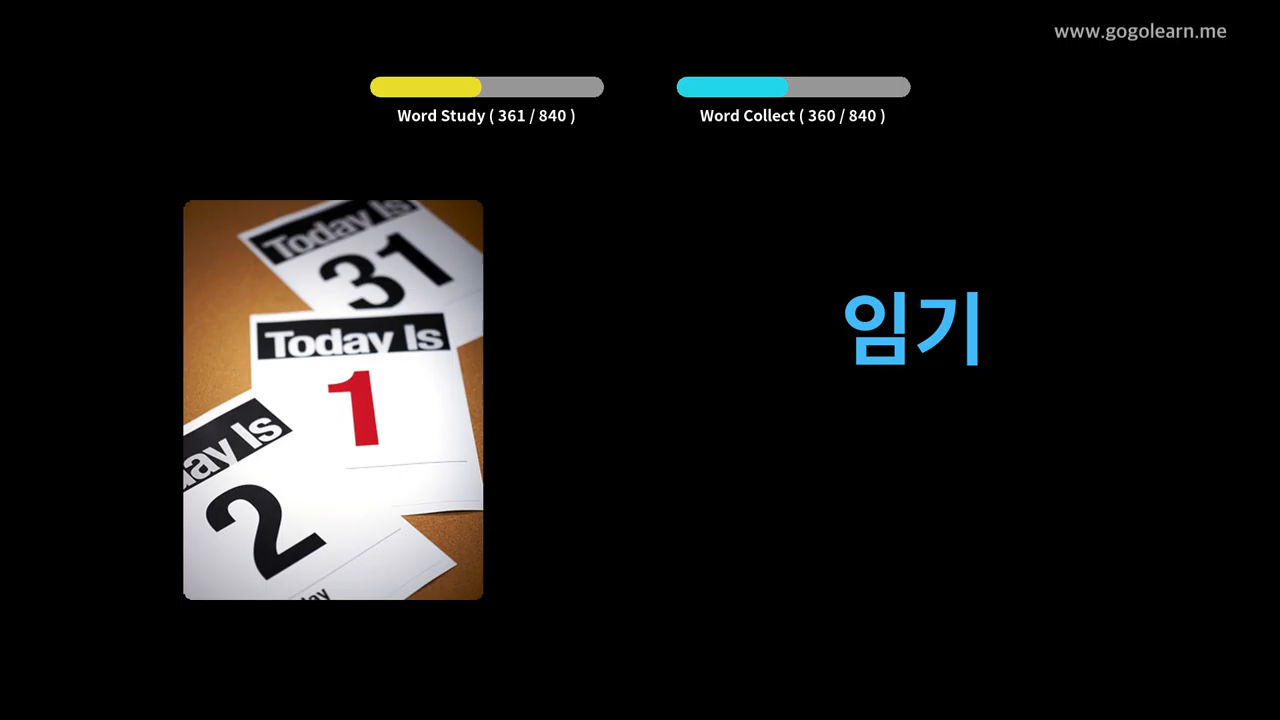 www.gogolearn.me
Word Study ( 361 / 840 )
Word Collect ( 360 / 840 )
Today Is
31
Today Is
1
ay Is
2
ay
임기